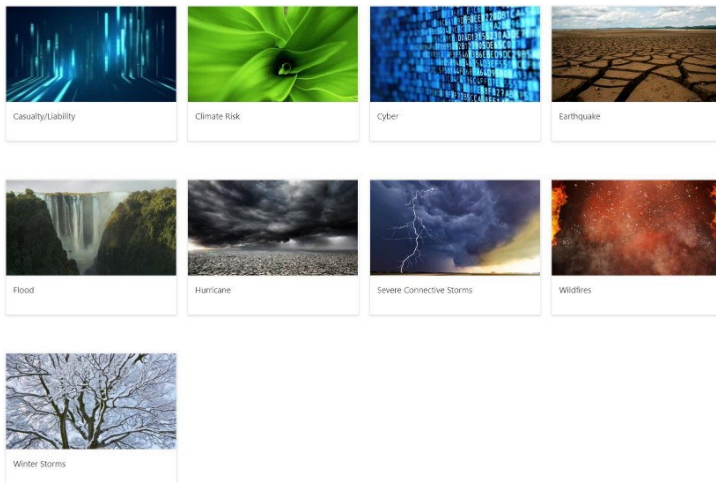 Casualty/Liability
Climate Risk
Cyber
Earthquake
Flood
Hurricane
Severe Connective Storms
Wildfires
Winter Storms